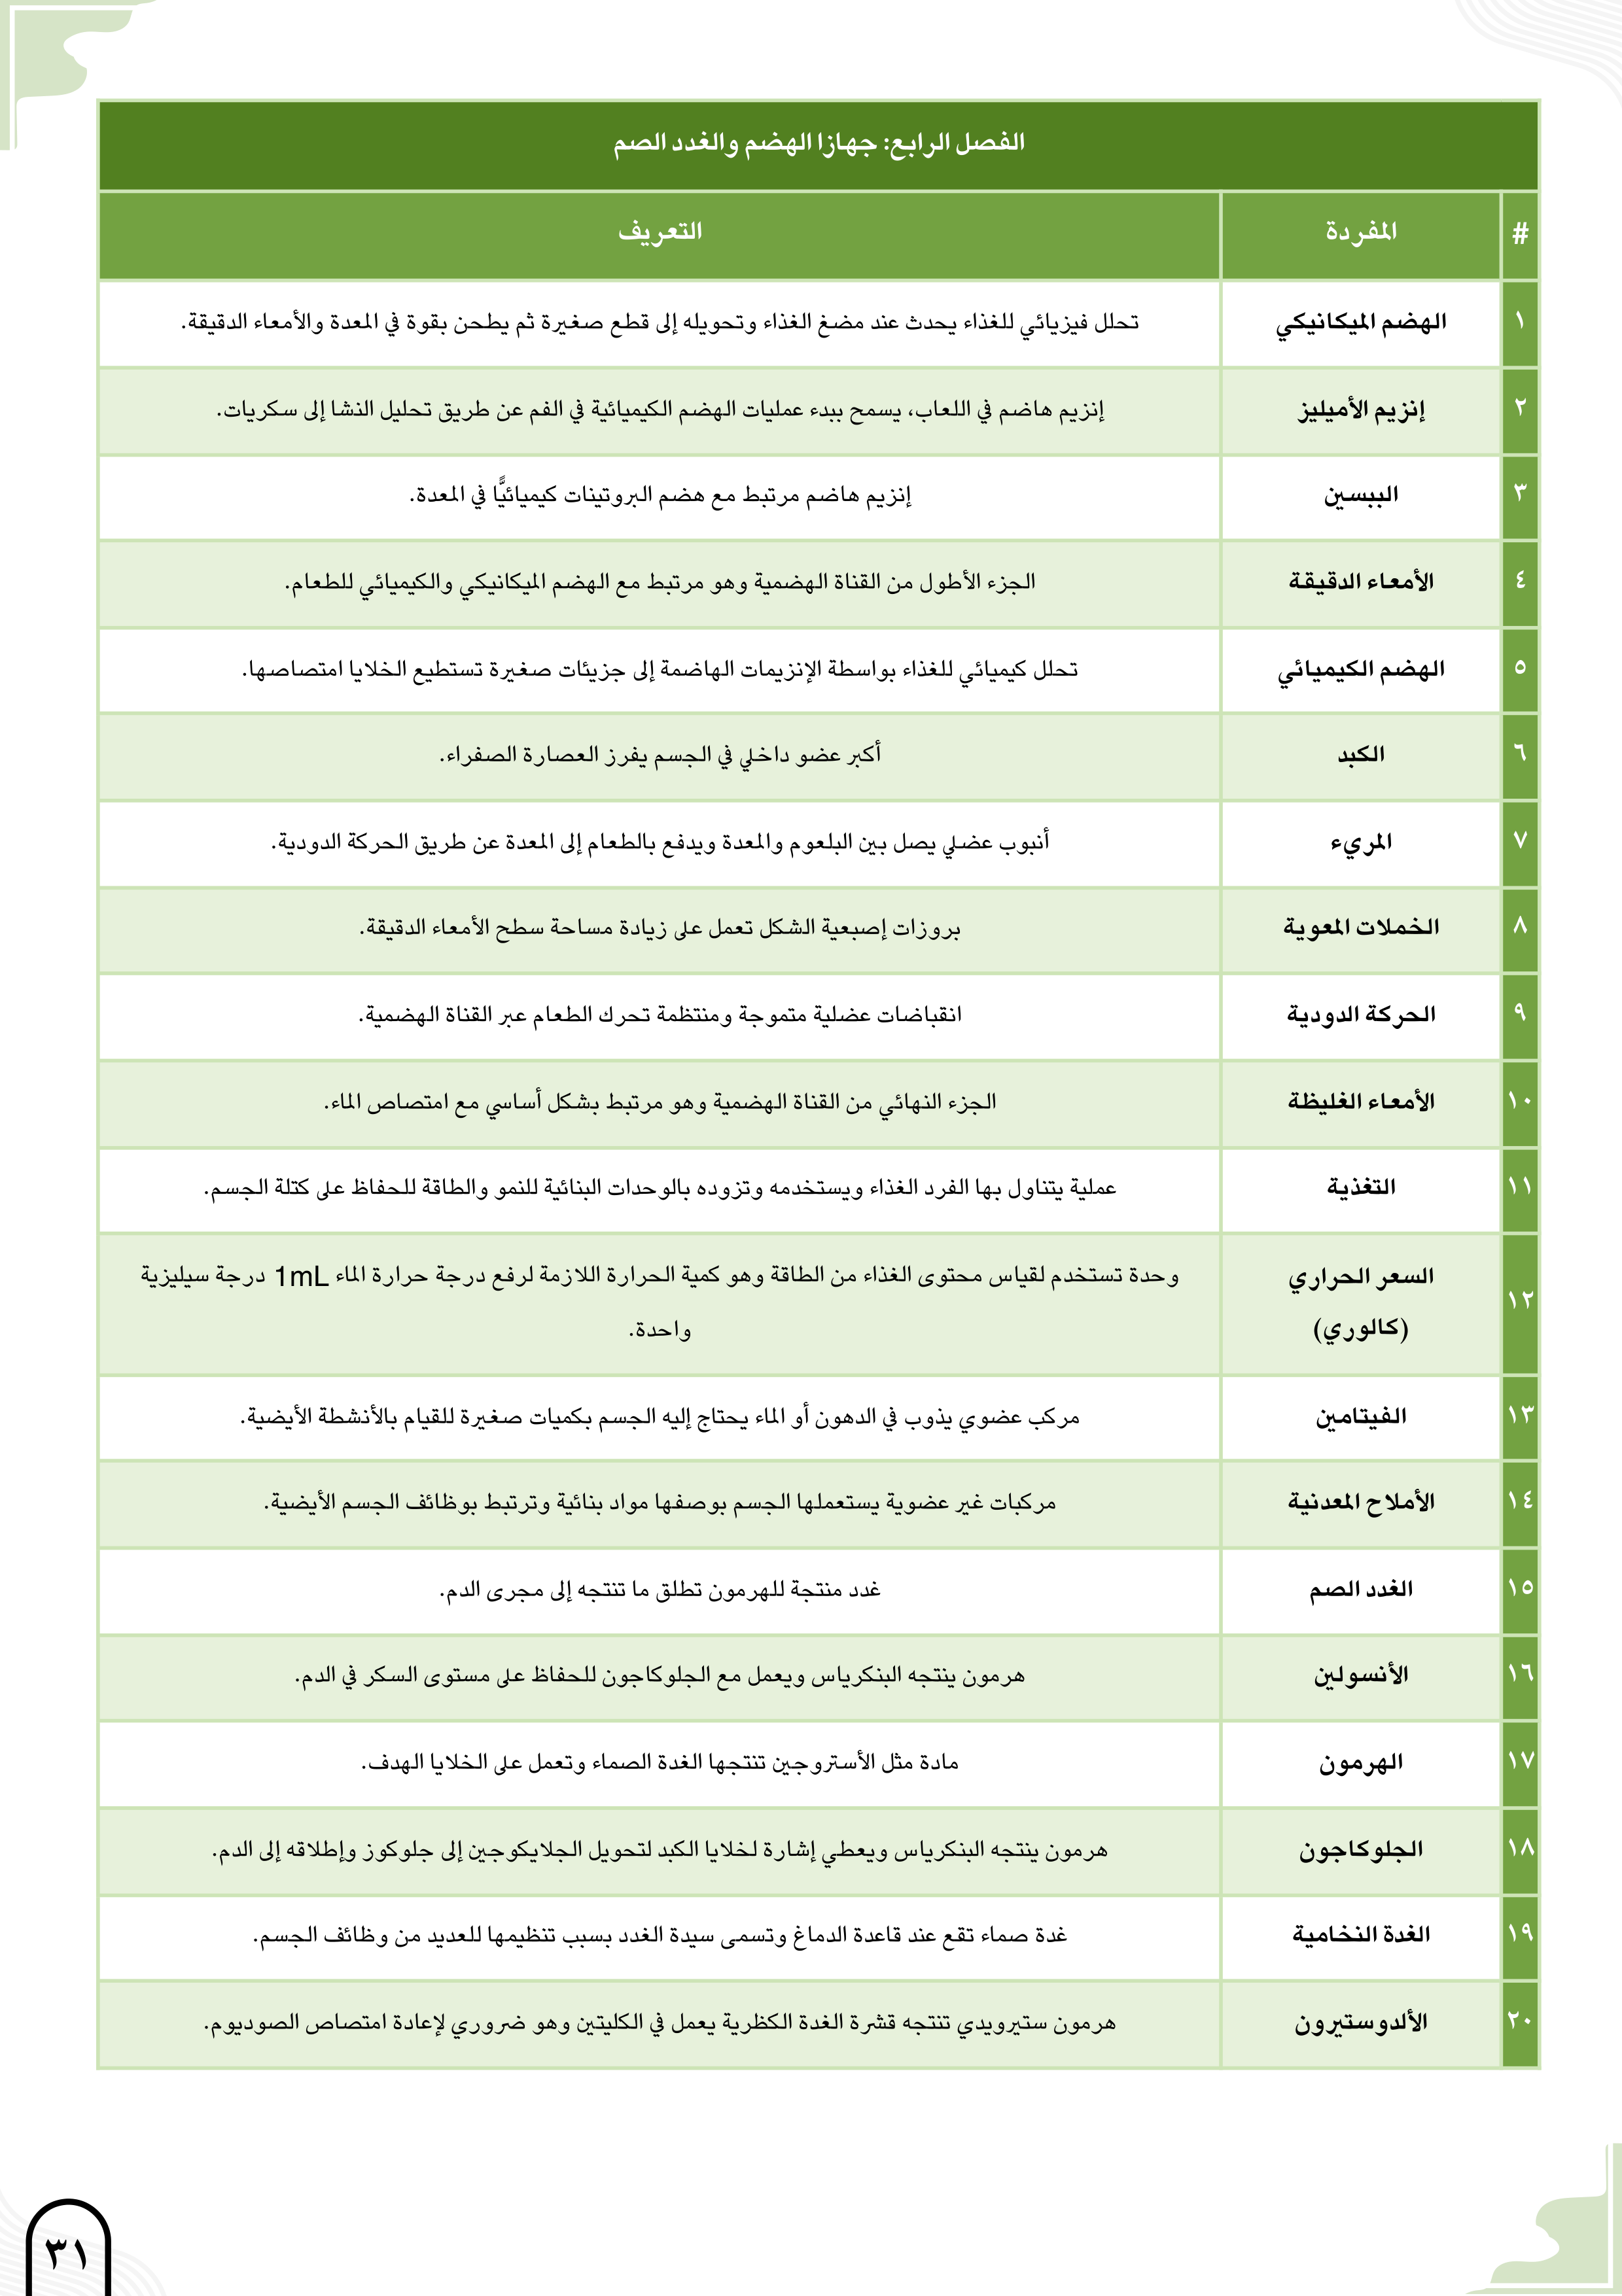 الفصل الرابع: جهازا الهضم والغدد الصم
# المفردة التعريف
١ الهضم الميكانيكي تحلل فيزيائي للغذاء يحدث عند مضغ الغذاء وتحويله إلى قطع صغيرة ثم يطحن بقوة في المعدة والأمعاء الدقيقة.
٢ إنزيم الأميليز إنزيم هاضم في اللعاب، يسمح ببدء عمليات الهضم الكيميائية في الفم عن طريق تحليل النشا إلى سكريات.
٣ الببسين إنزيم هاضم مرتبط مع هضم البروتينات كيميائيًّا في المعدة.
٤ الأمعاء الدقيقة الجزء الأطول من القناة الهضمية وهو مرتبط مع الهضم الميكانيكي والكيميائي للطعام.
٥ الهضم الكيميائي تحلل كيميائي للغذاء بواسطة الإنزيمات الهاضمة إلى جزيئات صغيرة تستطيع الخلايا امتصاصها.
٦ الكبد أكبر عضو داخلي في الجسم يفرز العصارة الصفراء.
٧ المريء أنبوب عضلي يصل بين البلعوم والمعدة ويدفع بالطعام إلى المعدة عن طريق الحركة الدودية.
٨ الخملات المعوية بروزات إصبعية الشكل تعمل على زيادة مساحة سطح الأمعاء الدقيقة.
٩ الحركة الدودية انقباضات عضلية متموجة ومنتظمة تحرك الطعام عبر القناة الهضمية.
١٠ الأمعاء الغليظة الجزء النهائي من القناة الهضمية وهو مرتبط بشكل أساسي مع امتصاص الماء.
١١ التغذية عملية يتناول بها الفرد الغذاء ويستخدمه وتزوده بالوحدات البنائية للنمو والطاقة للحفاظ على كتلة الجسم.
١٢ السعر الحراري وحدة تستخدم لقياس محتوى الغذاء من الطاقة وهو كمية الحرارة اللازمة لرفع درجة حرارة الماء 1mL درجة سيليزية
(كالوري) واحدة.
١٣ الفيتامين مركب عضوي يذوب في الدهون أو الماء يحتاج إليه الجسم بكميات صغيرة للقيام بالأنشطة الأيضية.
١٤ الأملاح المعدنية مركبات غير عضوية يستعملها الجسم بوصفها مواد بنائية وترتبط بوظائف الجسم الأيضية.
١٥ الغدد الصم غدد منتجة للهرمون تطلق ما تنتجه إلى مجرى الدم.
١٦ الأنسولين هرمون ينتجه البنكرياس ويعمل مع الجلوكاجون للحفاظ على مستوى السكر في الدم.
١٧ الهرمون مادة مثل الأستروجين تنتجها الغدة الصماء وتعمل على الخلايا الهدف.
١٨ الجلوكاجون هرمون ينتجه البنكرياس ويعطي إشارة لخلايا الكبد لتحويل الجلايكوجين إلى جلوكوز وإطلاقه إلى الدم.
١٩ الغدة النخامية غدة صماء تقع عند قاعدة الدماغ وتسمى سيدة الغدد بسبب تنظيمها للعديد من وظائف الجسم.
٢٠ الألدوستيرون هرمون ستيرويدي تنتجه قشرة الغدة الكظرية يعمل في الكليتين وهو ضروري لإعادة امتصاص الصوديوم.
٣١